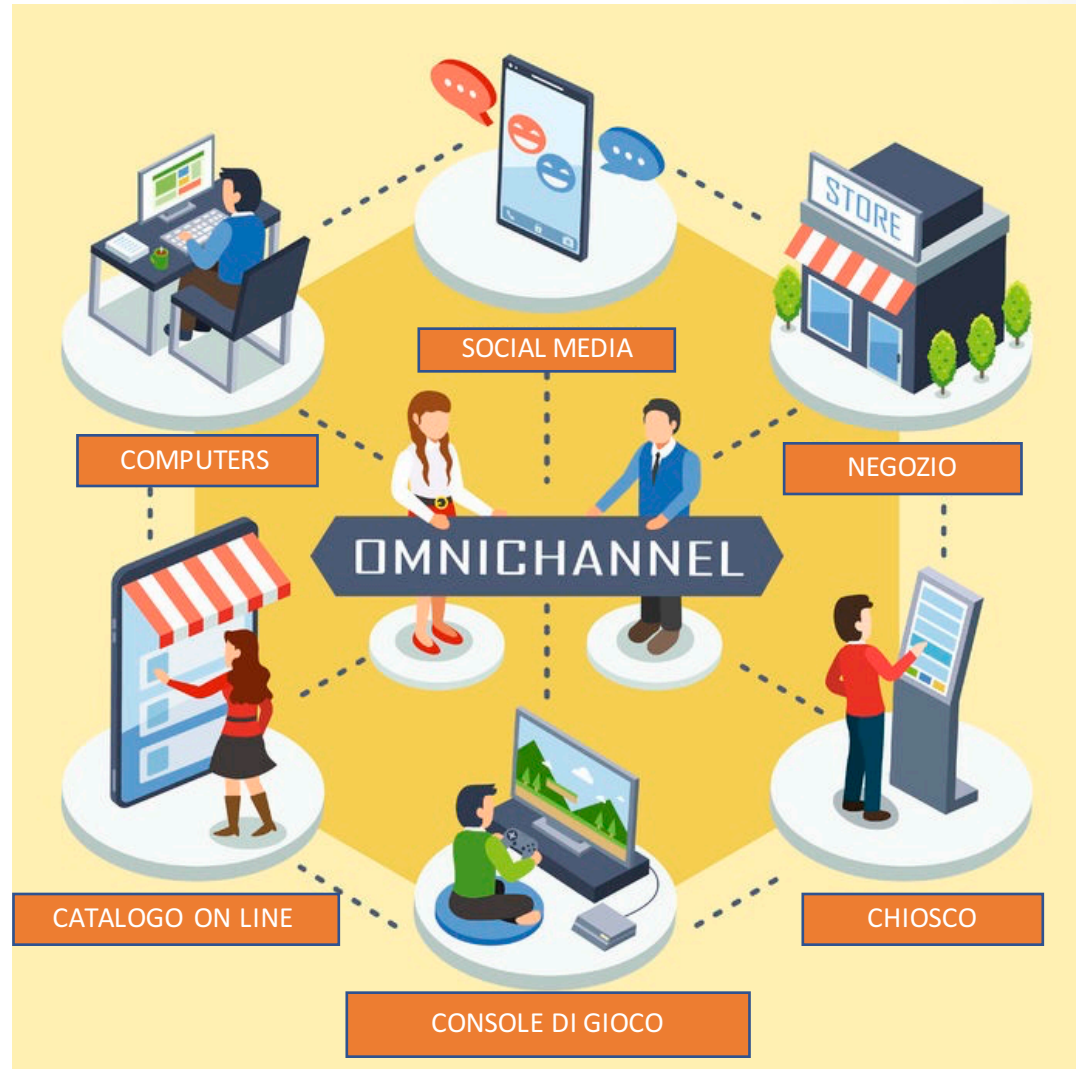 STORE
SOCIAL MEDIA
COMPUTERS
NEGOZIO
OMNICHANNEL
CATALOGO ON LINE
CHIOSCO
CONSOLE DI GIOCO